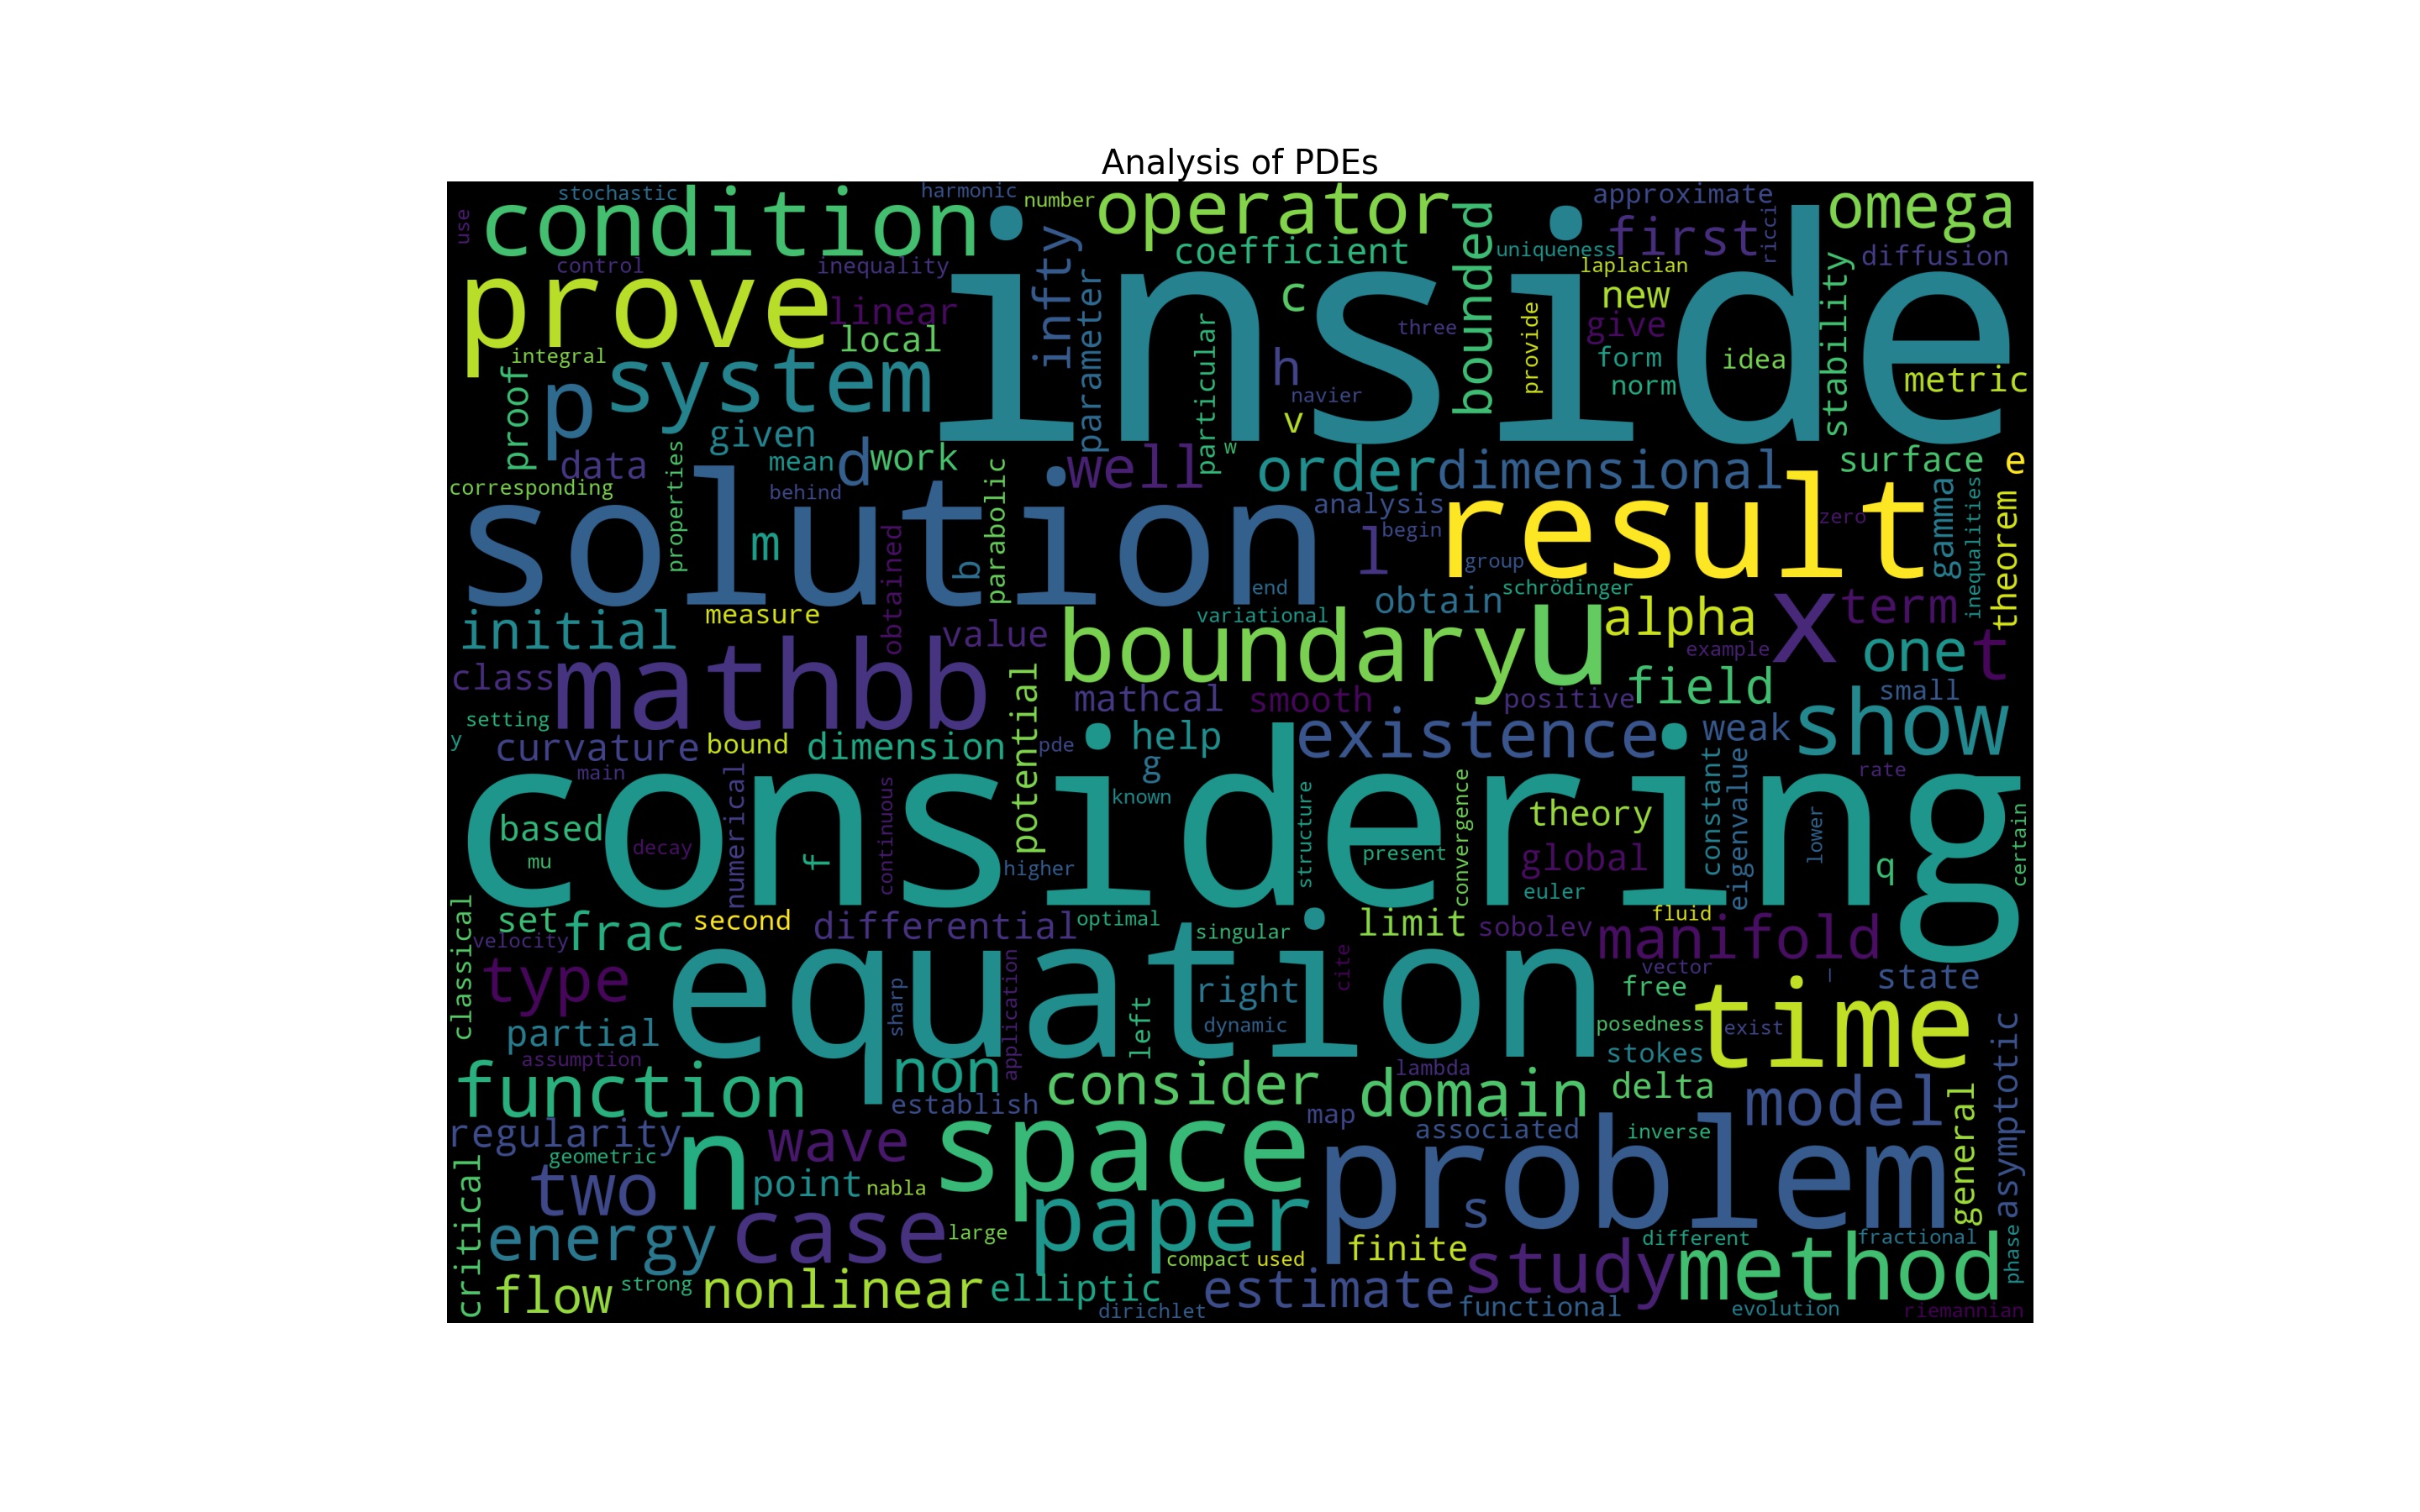 Analysis of PDEs
stochastic
harmonic
number
operator
approximate
omega
use
condition
inside
first
ricci
control
inequality
coefficient
bounded
uniqueness
laplacian
diffusion
prove
linear
local
infty
parameter
particular
c
three
provide
new
give
stability
integral
system
h
navier
form
norm
idea
metric
proof
p
given
v
w
data
mean
d
work
well
order
dimensional
surface
e
corresponding
properties
behind
parabolic
solution
analysis
result
zero
gamma
inequalities
theorem
m
obtained
b
l
begin
group
end
schrödinger
initial
measure
value
variational
obtain
boundary
u
alpha
x
term
class
mathbb
example
one
t
setting
potential
mathcal
smooth
positive
field
small
y
curvature
bound
dimension
pde
help
existence
weak
show
main
numerical
considering
g
known
constant
eigenvalue
rate
based
mu
decay
f
continuous
higher
structure
present
convergence
theory
global
euler
lower
q
certain
classical
set
frac
second
differential
optimal
singular
limit
sobolev
fluid
manifold
velocity
type
equation
cite
vector
l
state
partial
sharp
application
left
right
dynamic
free
time
posedness
exist
stokes
assumption
function
non
establish
consider
lambda
domain
delta
model
general
asymptotic
regularity
geometric
n
wave
space
map
associated
inverse
problem
critical
two
point
nabla
paper
s
energy
case
large
compact
used
finite
study
different
method
fractional
phase
flow
strong
nonlinear
elliptic
dirichlet
estimate
functional
evolution
riemannian